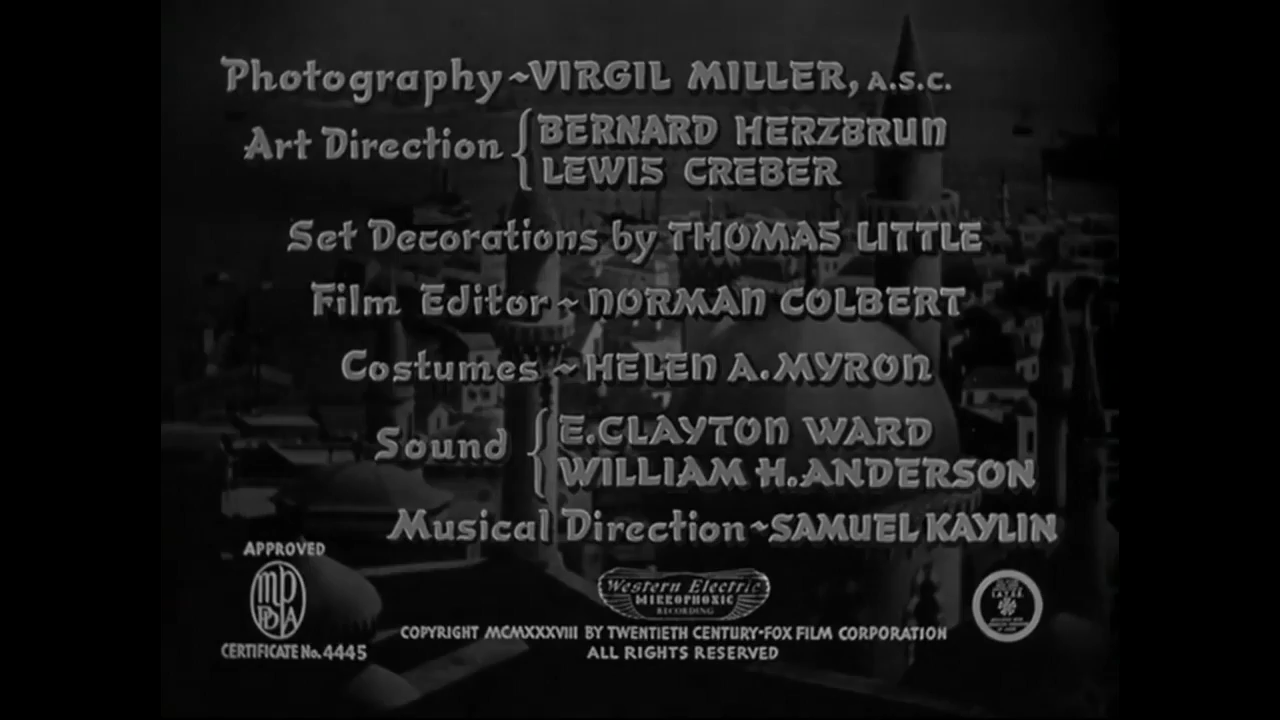 Photography~VIRGIL MILLER, A.S.C.
Art Direction { BERNARD HERZBRUN
LEWIS CREBER
Set Decorations by THOMAS LITTLE
Film Editor ~ NORMAN COLBERT
Costumes ~ HELEN A. MYRON
Sound { E. CLAYTON WARD
WILLIAM H. ANDERSON
Musical Direction~SAMUEL KAYLIN
APPROVED
MPPDA
CERTIFICATE No. 4445
Western Electric
MIRROPHONIC
RECORDING
COPYRIGHT MCMXXXVIII BY TWENTIETH CENTURY-FOX FILM CORPORATION
ALL RIGHTS RESERVED
I.A.T.S.E.